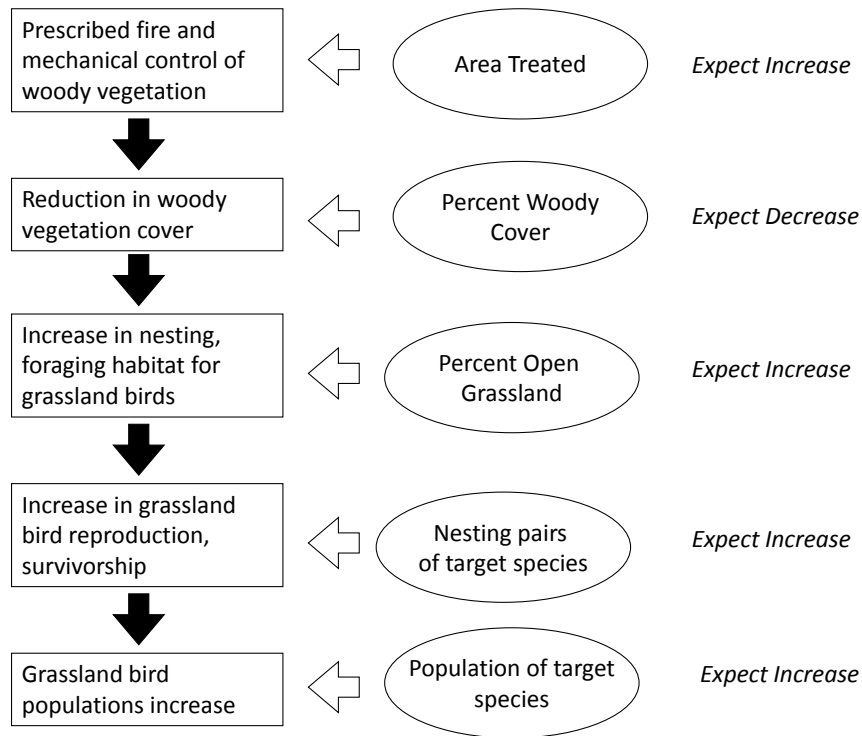 Prescribed fire and
mechanical control of
woody vegetation
Area Treated
Expect Increase
Reduction in woody
vegetation cover
Percent Woody
Cover
Expect Decrease
Increase in nesting,
foraging habitat for
grassland birds
Percent Open
Grassland
Expect Increase
Increase in grassland
bird reproduction,
survivorship
Nesting pairs
of target species
Expect Increase
Grassland bird
populations increase
Population of target
species
Expect Increase